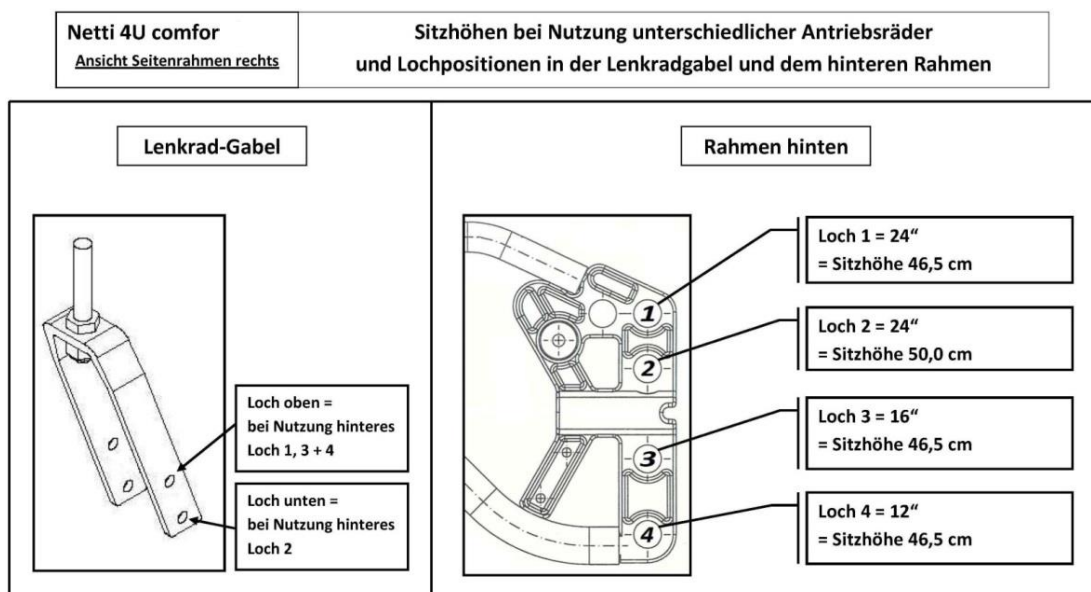 Netti 4U comfor
Ansicht Seitenrahmen rechts
Sitzhöhen bei Nutzung unterschiedlicher Antriebsräder
und Lochpositionen in der Lenkradgabel und dem hinteren Rahmen
Lenkrad-Gabel
Loch oben =
bei Nutzung hinteres
Loch 1, 3 + 4
Loch unten =
bei Nutzung hinteres
Loch 2
Rahmen hinten
1
2
3
4
Loch 1 = 24“
= Sitzhöhe 46,5 cm
Loch 2 = 24“
= Sitzhöhe 50,0 cm
Loch 3 = 16“
= Sitzhöhe 46,5 cm
Loch 4 = 12“
= Sitzhöhe 46,5 cm